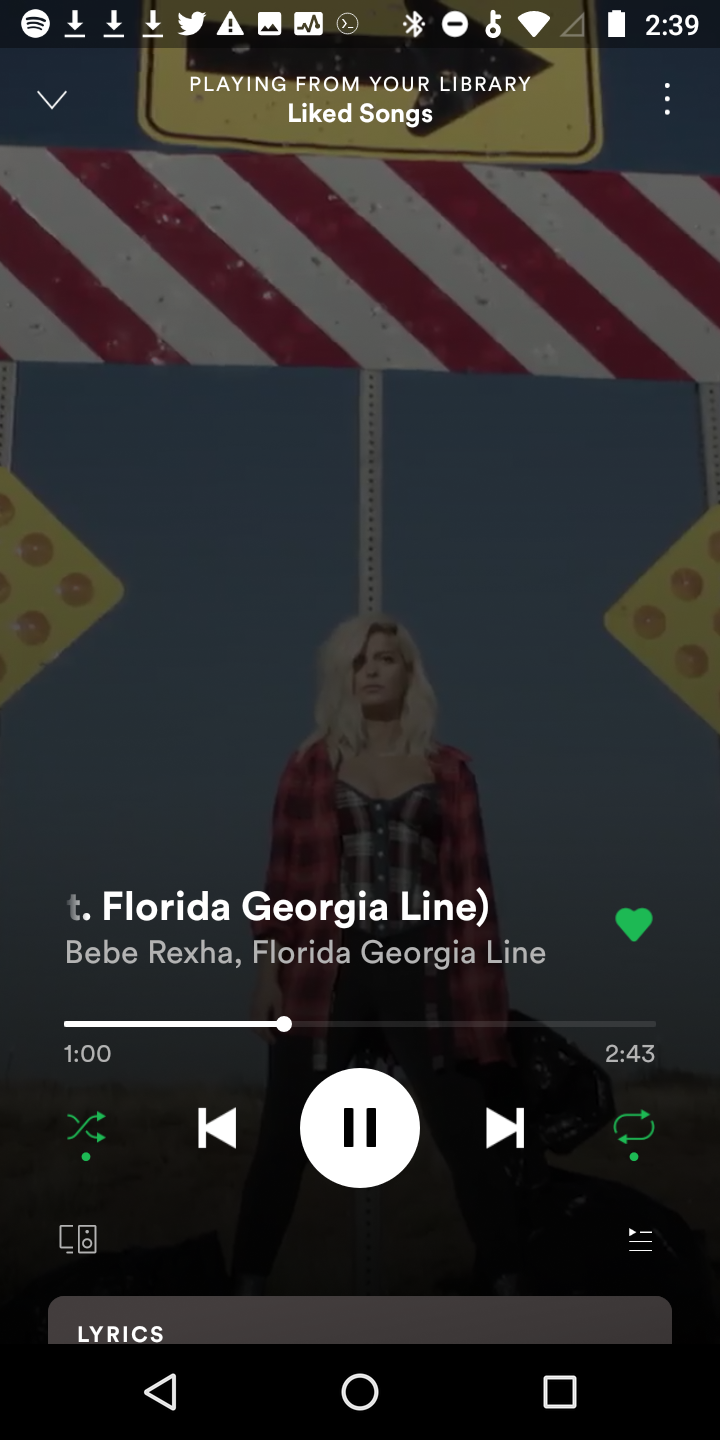 2:39
PLAYING FROM YOUR LIBRARY
Liked Songs
t. Florida Georgia Line)
Bebe Rexha, Florida Georgia Line
1:00
2:43
LYRICS